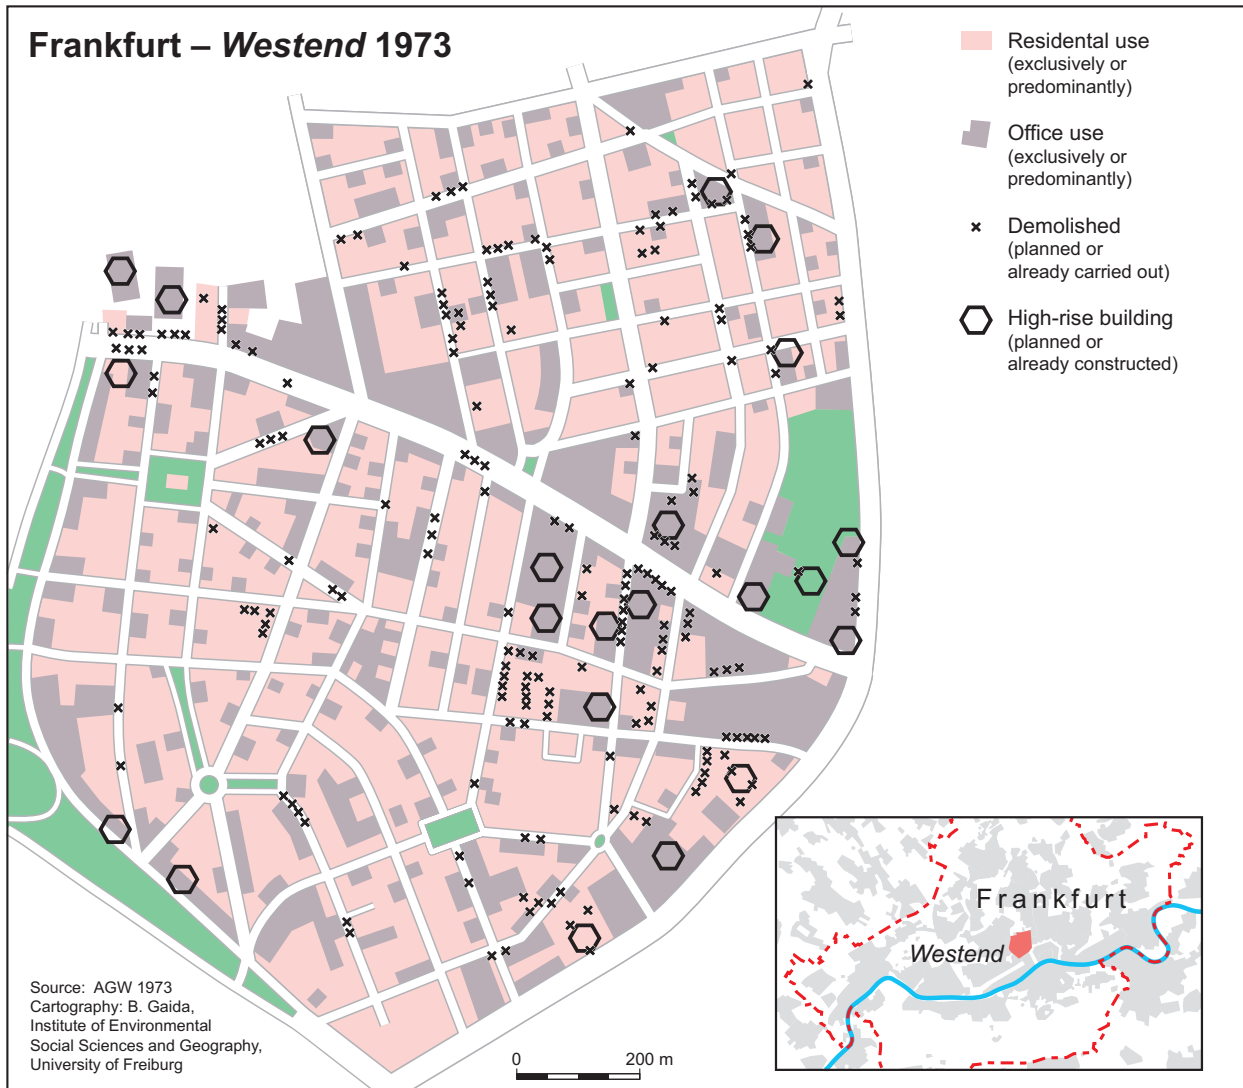 Frankfurt – Westend 1973
Residental use
(exclusively or
predominantly)
Office use
(exclusively or
predominantly)
Demolished
(planned or
already carried out)
High-rise building
(planned or
already constructed)
Frankfurt
Westend
Source: AGW 1973
Cartography: B. Gaida,
Institute of Environmental
Social Sciences and Geography,
University of Freiburg
0 200 m